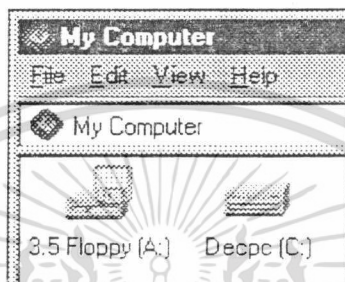 My Computer
File Edit View Help
My Computer
3.5 Floppy (A:) Decpc (C:)